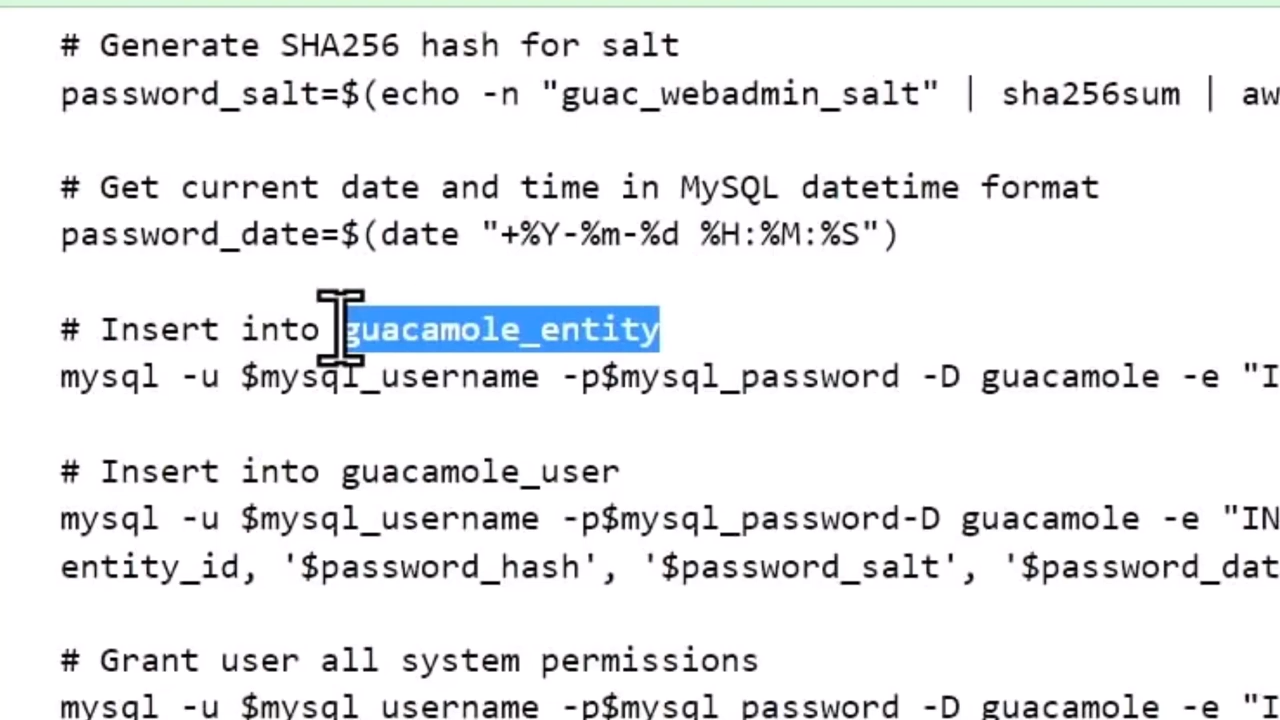 # Generate SHA256 hash for salt
password_salt=$(echo -n "guac_webadmin_salt" | sha256sum | aw
# Get current date and time in MySQL datetime format
password_date=$(date "+%Y-%m-%d %H:%M:%S")
# Insert into guacamole_entity
mysql -u $mysql_username -p$mysql_password -D guacamole -e "I
# Insert into guacamole_user
mysql -u $mysql_username -p$mysql_password-D guacamole -e "IN
entity_id, '$password_hash', '$password_salt', '$password_dat
# Grant user all system permissions
mysql -u $mysql_username -p$mysql_password -D guacamole -e "I